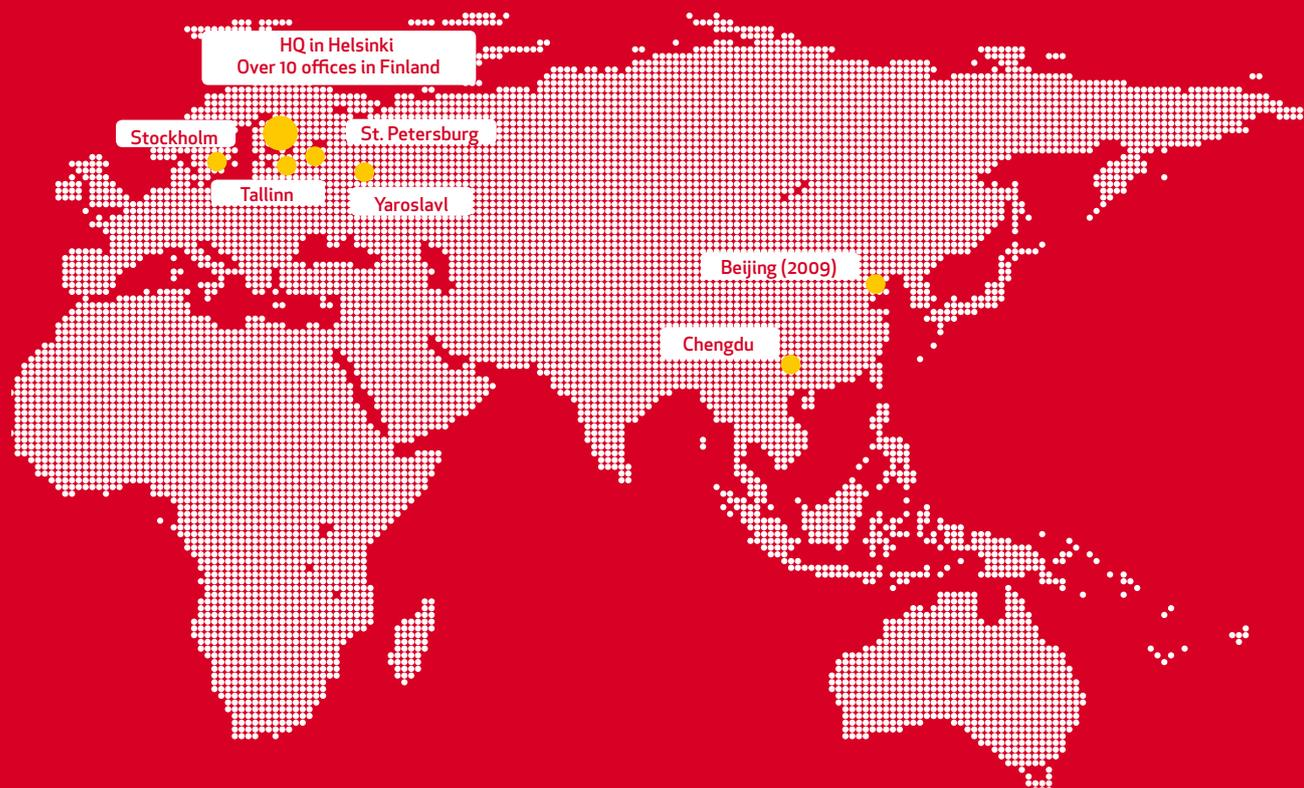 HQ in Helsinki
Over 10 offices in Finland
Stockholm
St. Petersburg
Tallinn
Yaroslavl
Beijing (2009)
Chengdu